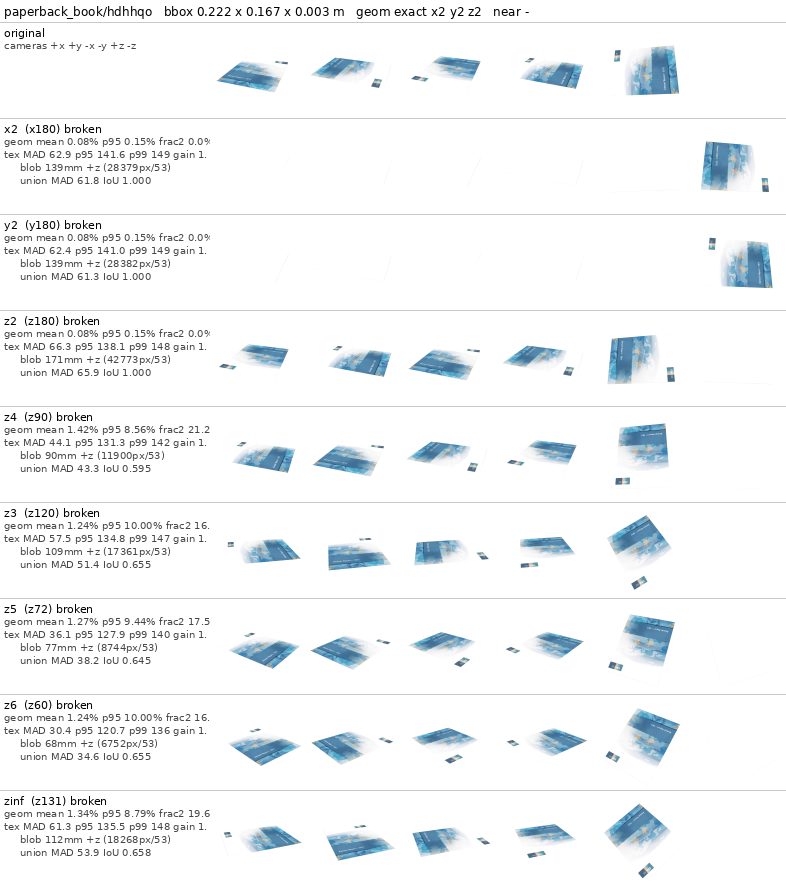 paperback_book/hdhhqo   bbox 0.222 x 0.167 x 0.003 m   geom exact x2 y2 z2   near -
original
cameras +x +y -x -y +z -z
x2  (x180) broken
geom mean 0.08% p95 0.15% frac2 0.0%
tex MAD 62.9 p95 141.6 p99 149 gain 1.
blob 139mm +z (28379px/53)
union MAD 61.8 IoU 1.000
y2  (y180) broken
geom mean 0.08% p95 0.15% frac2 0.0%
tex MAD 62.4 p95 141.0 p99 149 gain 1.
blob 139mm +z (28382px/53)
union MAD 61.3 IoU 1.000
z2  (z180) broken
geom mean 0.08% p95 0.15% frac2 0.0%
tex MAD 66.3 p95 138.1 p99 148 gain 1.
blob 171mm +z (42773px/53)
union MAD 65.9 IoU 1.000
z4  (z90) broken
geom mean 1.42% p95 8.56% frac2 21.2
tex MAD 44.1 p95 131.3 p99 142 gain 1.
blob 90mm +z (11900px/53)
union MAD 43.3 IoU 0.595
z3  (z120) broken
geom mean 1.24% p95 10.00% frac2 16.
tex MAD 57.5 p95 134.8 p99 147 gain 1.
blob 109mm +z (17361px/53)
union MAD 51.4 IoU 0.655
z5  (z72) broken
geom mean 1.27% p95 9.44% frac2 17.5
tex MAD 36.1 p95 127.9 p99 140 gain 1.
blob 77mm +z (8744px/53)
union MAD 38.2 IoU 0.645
z6  (z60) broken
geom mean 1.24% p95 10.00% frac2 16.
tex MAD 30.4 p95 120.7 p99 136 gain 1.
blob 68mm +z (6752px/53)
union MAD 34.6 IoU 0.655
zinf  (z131) broken
geom mean 1.34% p95 8.79% frac2 19.6
tex MAD 61.3 p95 135.5 p99 148 gain 1.
blob 112mm +z (18268px/53)
union MAD 53.9 IoU 0.658